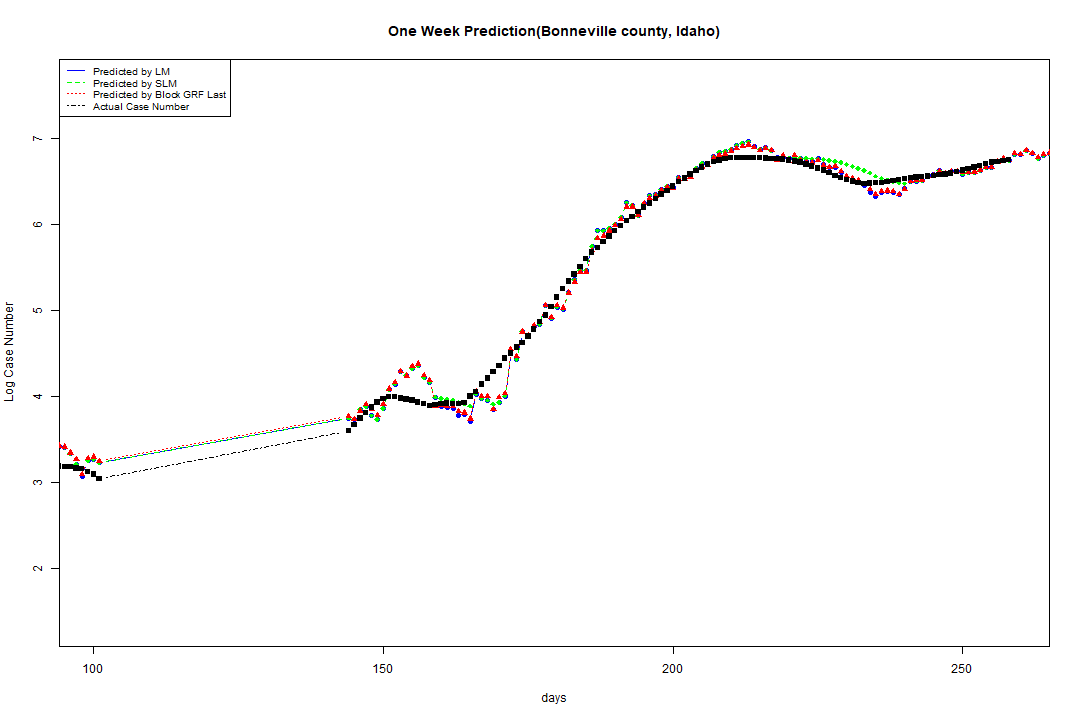 One Week Prediction(Bonneville county, Idaho)
Predicted by LM
Predicted by SLM
Predicted by Block GRF Last
Actual Case Number
7
6
5
4
3
2
Log Case Number
100 150 200 250
days